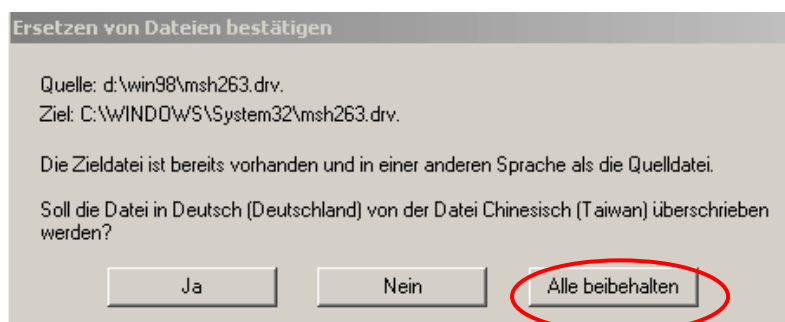 Ersetzen von Dateien bestätigen
Quelle: d:\win98\msh263.drv.
Ziel: C:\WINDOWS\System32\msh263.drv.
Die Zieldatei ist bereits vorhanden und in einer anderen Sprache als die Quelldatei.
Soll die Datei in Deutsch (Deutschland) von der Datei Chinesisch (Taiwan) überschrieben
werden?
Ja Nein Alle beibehalten